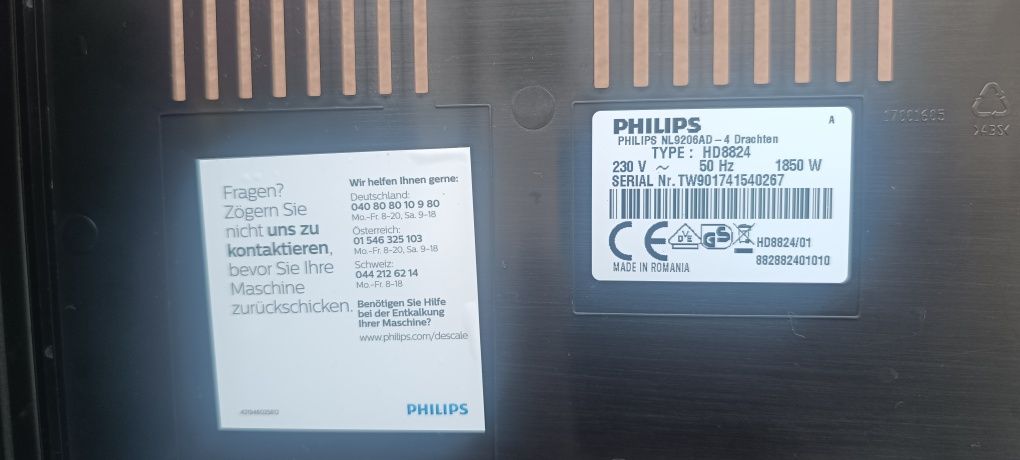 Fragen?
Zögern Sie
nicht uns zu
kontaktieren,
bevor Sie Ihre
Maschine
zurückschicken.
Wir helfen Ihnen gerne:
Deutschland:
040 80 80 10 9 80
Mo.-Fr. 8-20, Sa. 9-18
Österreich:
01 546 325 103
Mo.-Fr. 8-20, Sa. 9-18
Schweiz:
044 212 62 14
Mo.-Fr. 8-18
Benötigen Sie Hilfe
bei der Entkalkung
Ihrer Maschine?
www.philips.com/descale
PHILIPS
PHILIPS
A
PHILIPS NL9206AD-4 Drachten
TYPE: HD8824
230 V ~ 50 Hz 1850 W
SERIAL Nr. TW901741540267
CE VDE GS
HD8824/01
MADE IN ROMANIA
882882401010
17001605